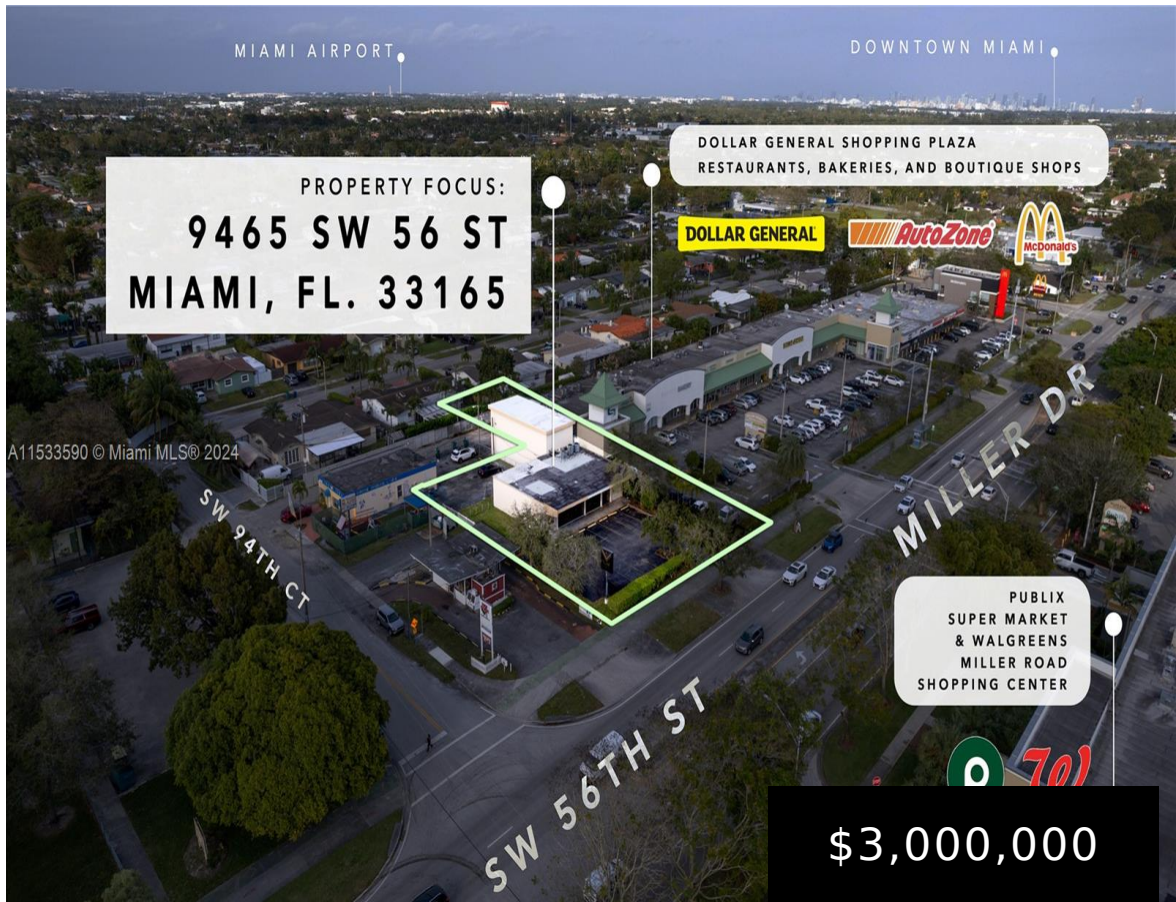 MIAMI AIRPORT
DOWNTOWN MIAMI
DOLLAR GENERAL SHOPPING PLAZA
RESTAURANTS, BAKERIES, AND BOUTIQUE SHOPS
PROPERTY FOCUS:
9465 SW 56 ST
MIAMI, FL. 33165
DOLLAR GENERAL
AutoZone
McDonald's
A11533590 © Miami MLS® 2024
SW 94TH CT
MILLER DR
PUBLIX
SUPER MARKET
& WALGREENS
MILLER ROAD
SHOPPING CENTER
SW 56TH ST
$3,000,000